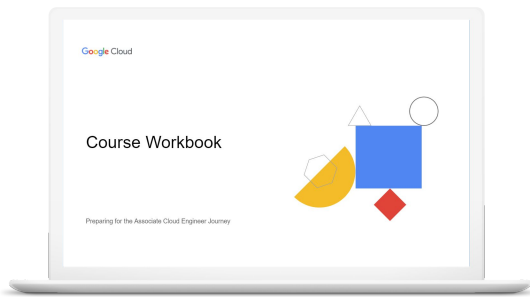 Google Cloud
Course Workbook
Preparing for the Associate Cloud Engineer Journey